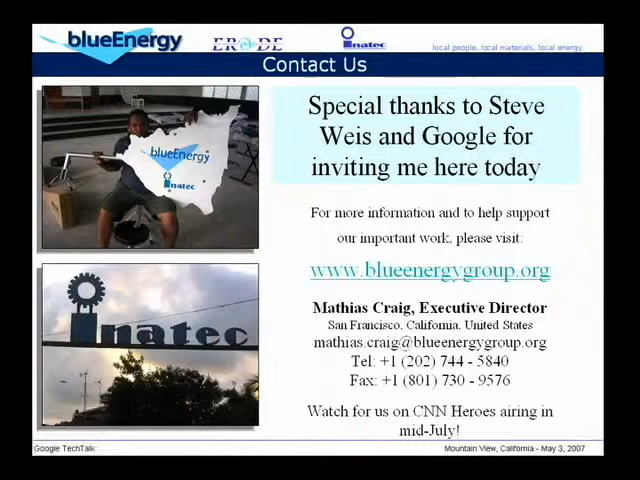 blueEnergy
inatec
local people, local materials, local energy
Contact Us
Special thanks to Steve
Weis and Google for
inviting me here today
blueEnergy
inatec
For more information and to help support
our important work, please visit:
www.blueenergygroup.org
inatec
Mathias Craig, Executive Director
San Francisco, California, United States
mathias.craig@blueenergygroup.org
Tel: +1 (202) 744 - 5840
Fax: +1 (801) 730 - 9576
Watch for us on CNN Heroes airing in
mid-July!
Google TechTalk
Mountain View, California - May 3, 2007